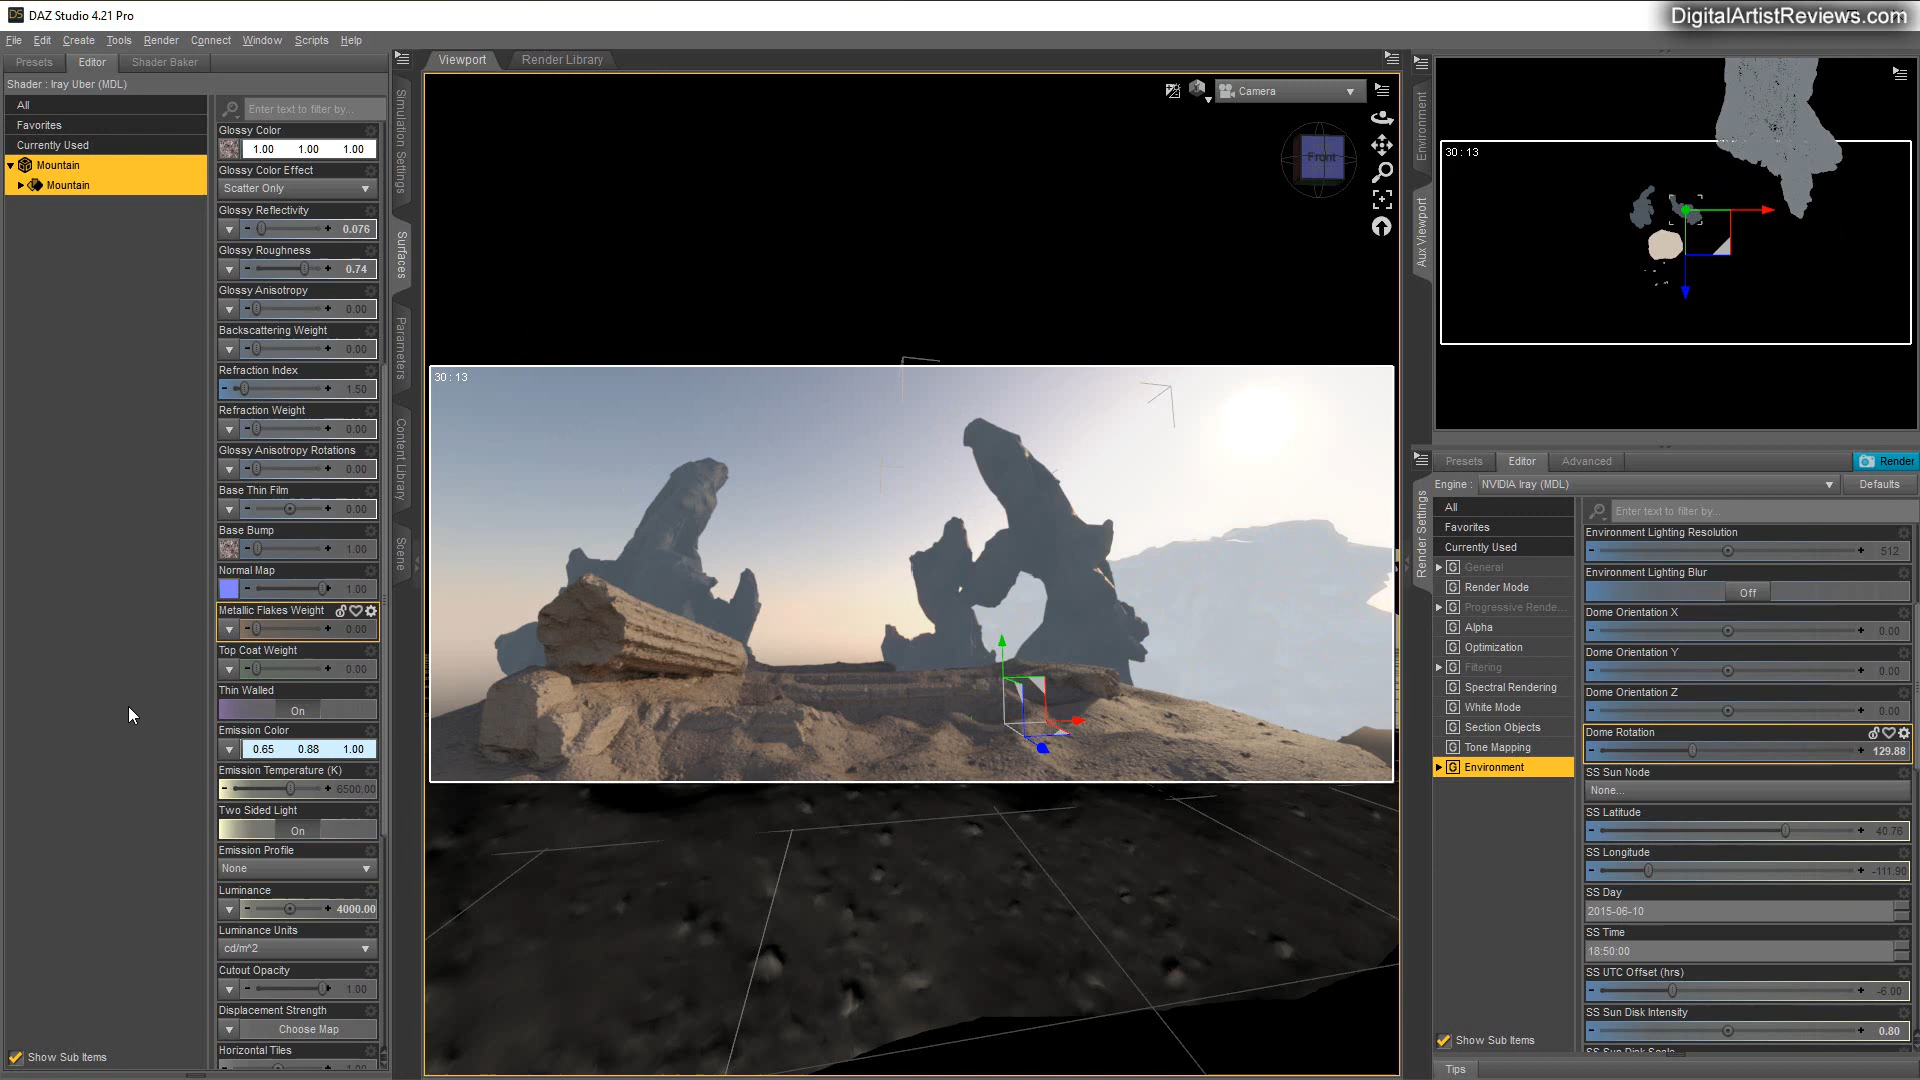 DAZ Studio 4.21 Pro
DigitalArtistReviews.com
File Edit Create Tools Render Connect Window Scripts Help
Presets Editor Shader Baker
Shader : Iray Uber (MDL)
All
Favorites
Currently Used
Mountain
Mountain
Show Sub Items
Enter text to filter by...
Glossy Color
1.00 1.00 1.00
Glossy Color Effect
Scatter Only
Glossy Reflectivity
0.076
Glossy Roughness
0.74
Glossy Anisotropy
0.00
Backscattering Weight
0.00
Refraction Index
1.50
Refraction Weight
0.00
Glossy Anisotropy Rotations
0.00
Base Thin Film
0.00
Base Bump
1.00
Normal Map
1.00
Metallic Flakes Weight
0.00
Top Coat Weight
0.00
Thin Walled
On
Emission Color
0.65 0.88 1.00
Emission Temperature (K)
6500.00
Two Sided Light
On
Emission Profile
None
Luminance
4000.00
Luminance Units
cd/m^2
Cutout Opacity
1.00
Displacement Strength
Choose Map
Horizontal Tiles
1.00
Simulation Settings
Surfaces
Parameters
Content Library
Scene
Viewport Render Library
Camera
Front
30 : 13
Environment
Aux Viewport
30 : 13
Render Settings
Presets Editor Advanced
Render
Engine : NVIDIA Iray (MDL)
Defaults
All
Favorites
Currently Used
General
Render Mode
Progressive Rende...
Alpha
Optimization
Filtering
Spectral Rendering
White Mode
Section Objects
Tone Mapping
Environment
Show Sub Items
Enter text to filter by...
Environment Lighting Resolution
512
Environment Lighting Blur
Off
Dome Orientation X
0.00
Dome Orientation Y
0.00
Dome Orientation Z
0.00
Dome Rotation
129.88
SS Sun Node
None...
SS Latitude
40.76
SS Longitude
-111.90
SS Day
2015-06-10
SS Time
18:50:00
SS UTC Offset (hrs)
-6.00
SS Sun Disk Intensity
0.80
SS Sun Disk Scale
Tips